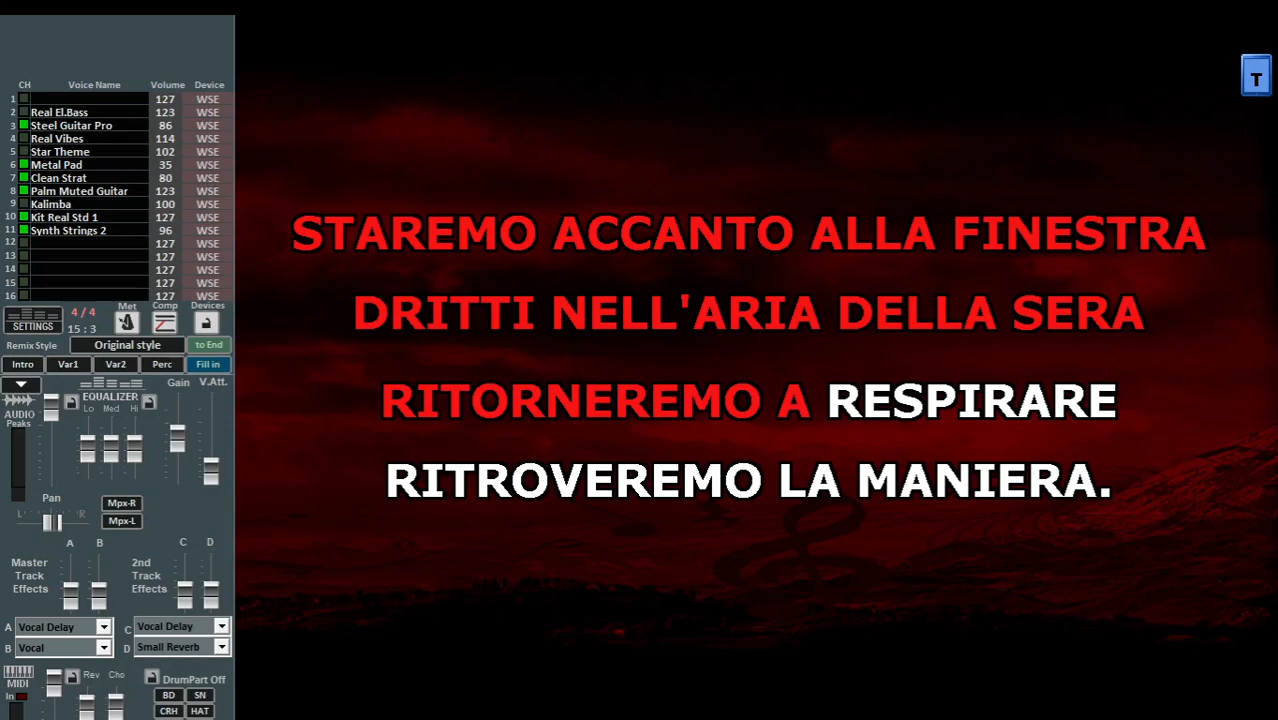 CH Voice Name Volume Device
1 127 WSE
2 Real El.Bass 123 WSE
3 Steel Guitar Pro 86 WSE
4 Real Vibes 114 WSE
5 Star Theme 102 WSE
6 Metal Pad 35 WSE
7 Clean Strat 80 WSE
8 Palm Muted Guitar 123 WSE
9 Kalimba 100 WSE
10 Kit Real Std 1 127 WSE
11 Synth Strings 2 96 WSE
12 127 WSE
13 127 WSE
14 127 WSE
15 127 WSE
16 127 WSE
SETTINGS 4/4 Met Comp Devices
15 : 3
Remix Style Original style to End
Intro Var1 Var2 Perc Fill in
EQUALIZER Gain V.Att.
Lo Med Hi
AUDIO
Peaks
Pan
L R
Mpx-R
Mpx-L
A B C D
Master Track Effects
2nd Track Effects
A Vocal Delay C Vocal Delay
B Vocal D Small Reverb
MIDI Rev Cho DrumPart Off
In BD SN
CRH HAT
T
STAREMO ACCANTO ALLA FINESTRA
DRITTI NELL'ARIA DELLA SERA
RITORNEREMO A RESPIRARE
RITROVEREMO LA MANIERA.